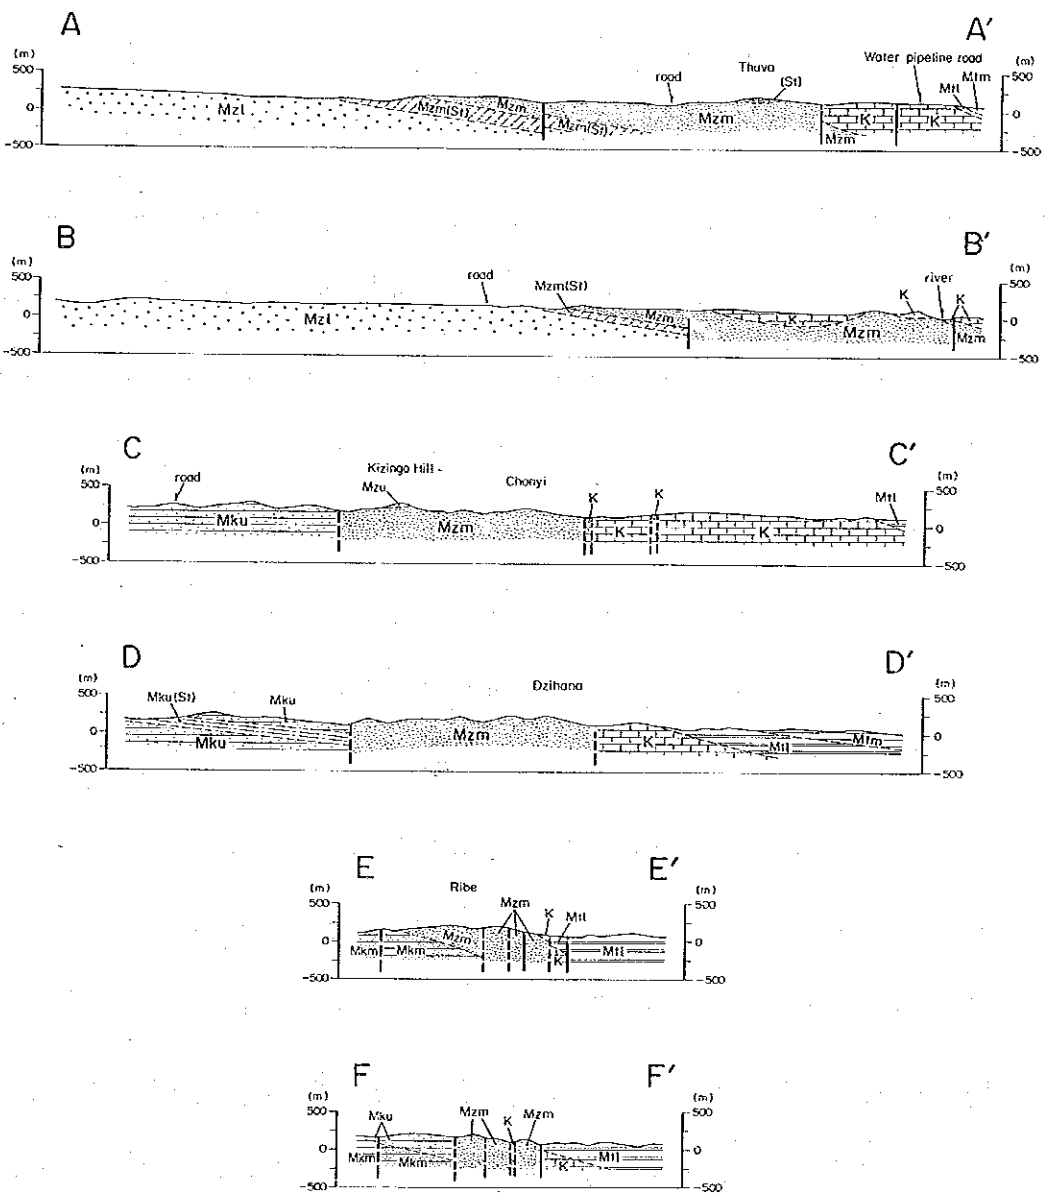 A A′
(m) (m)
500 500
0 0
-500 -500
road Thuva (St) Water pipeline road Mtl Mtm
Mzl Mzm(St) Mzm Mzm(St) Mzm Mzm K K
B B′
(m) (m)
500 500
0 0
-500 -500
road Mzm(St) K river K
Mzl Mzm K Mzm Mzm
C C′
(m) (m)
500 500
0 0
-500 -500
road Kizingo Hill Chonyi
Mzu K K Mtl
Mku Mzm K K
D D′
(m) (m)
500 500
0 0
-500 -500
Dzihana
Mku(St) Mku
Mku Mzm K Mtl Mtm
E E′
(m) (m)
500 500
0 0
-500 -500
Ribe
Mzm K Mtl
Mkm Mkm Mzm K Mtl
F F′
(m) (m)
500 500
0 0
-500 -500
Mku Mzm K Mzm
Mkm Mkm K Mtl